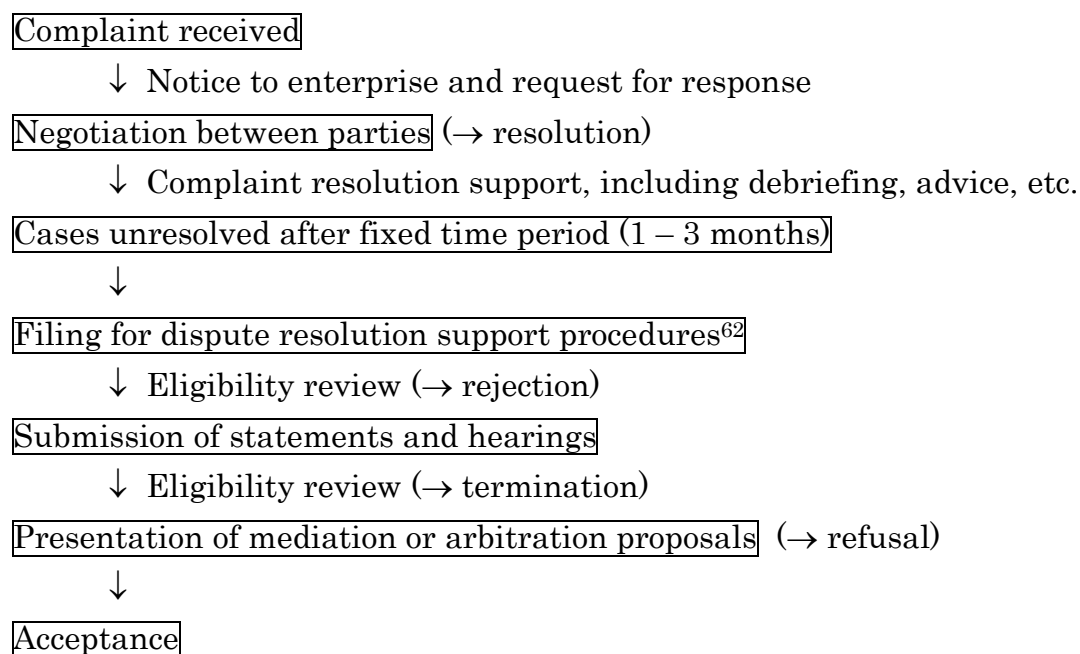 Complaint received
↓ Notice to enterprise and request for response
Negotiation between parties (→ resolution)
↓ Complaint resolution support, including debriefing, advice, etc.
Cases unresolved after fixed time period (1 – 3 months)
↓
Filing for dispute resolution support procedures62
↓ Eligibility review (→ rejection)
Submission of statements and hearings
↓ Eligibility review (→ termination)
Presentation of mediation or arbitration proposals (→ refusal)
↓
Acceptance